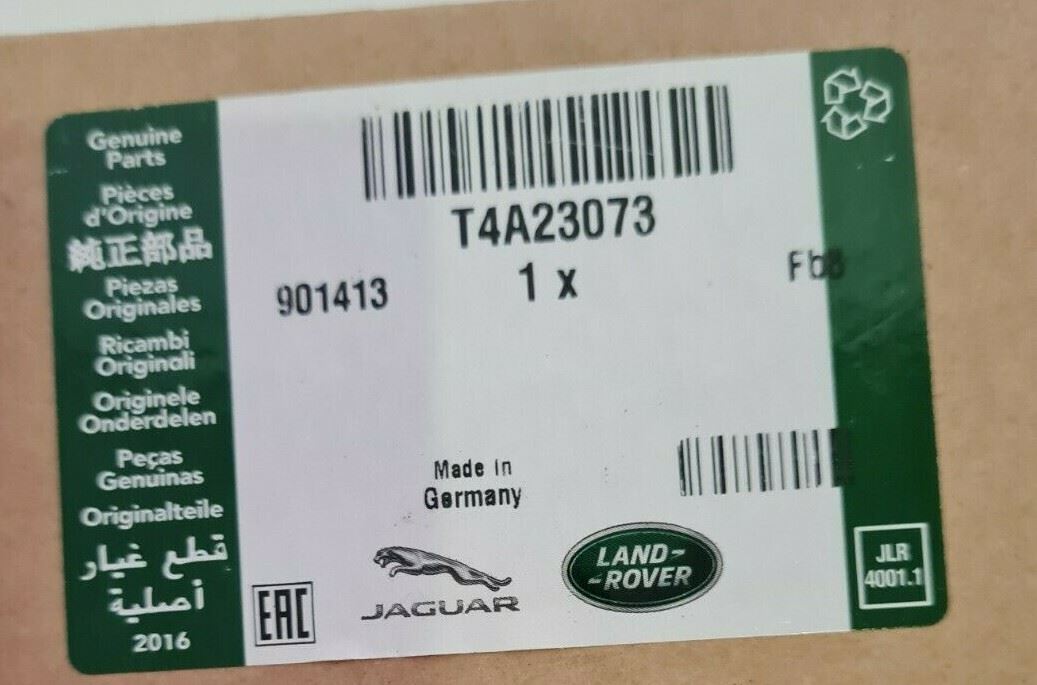 Genuine
Parts
Pièces
d'Origine
純正部品
Piezas
Originales
Ricambi
Originali
Originele
Onderdelen
Peças
Genuinas
Originalteile
قطع غيار
أصلية
2016
T4A23073
901413
1 x
Made in
Germany
EAC
JAGUAR
LAND-
-ROVER
JLR
4001.1